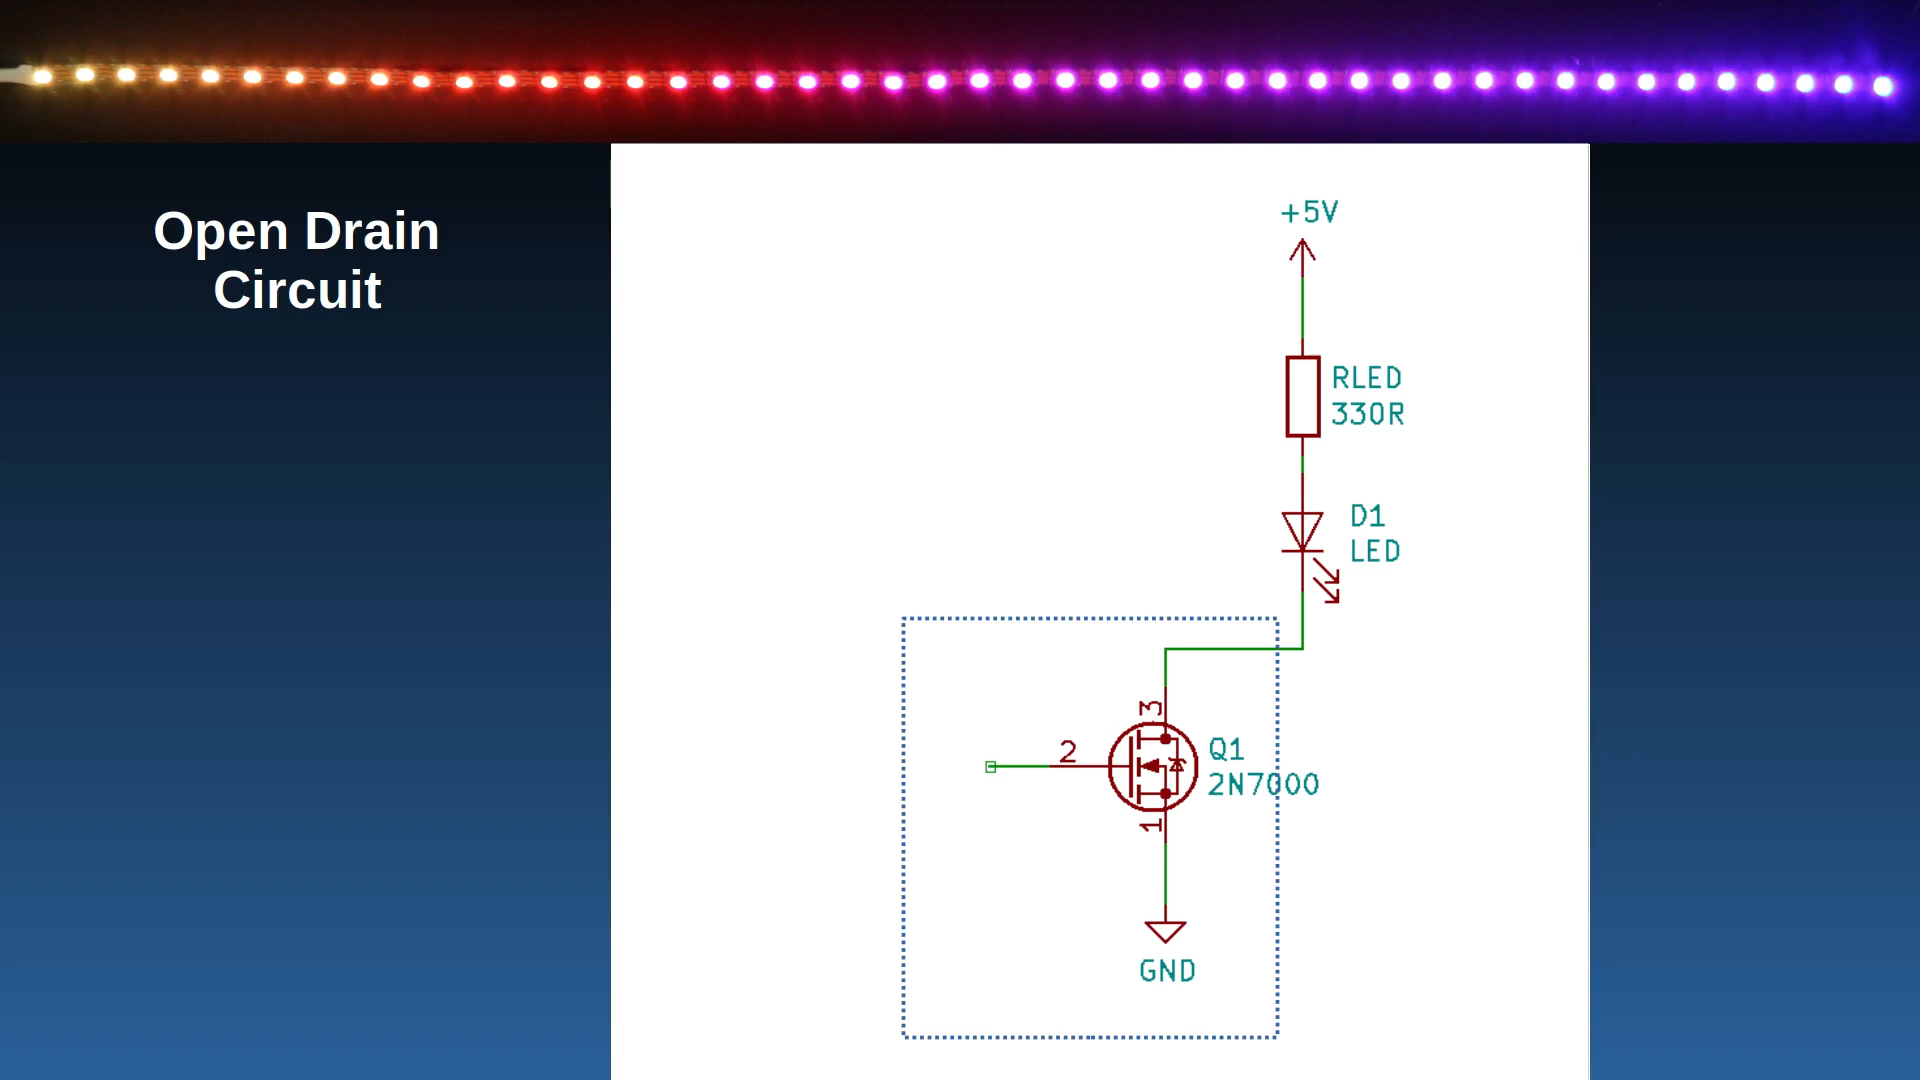 Open Drain
Circuit
+5V
RLED
330R
D1
LED
3
2
Q1
2N7000
1
GND